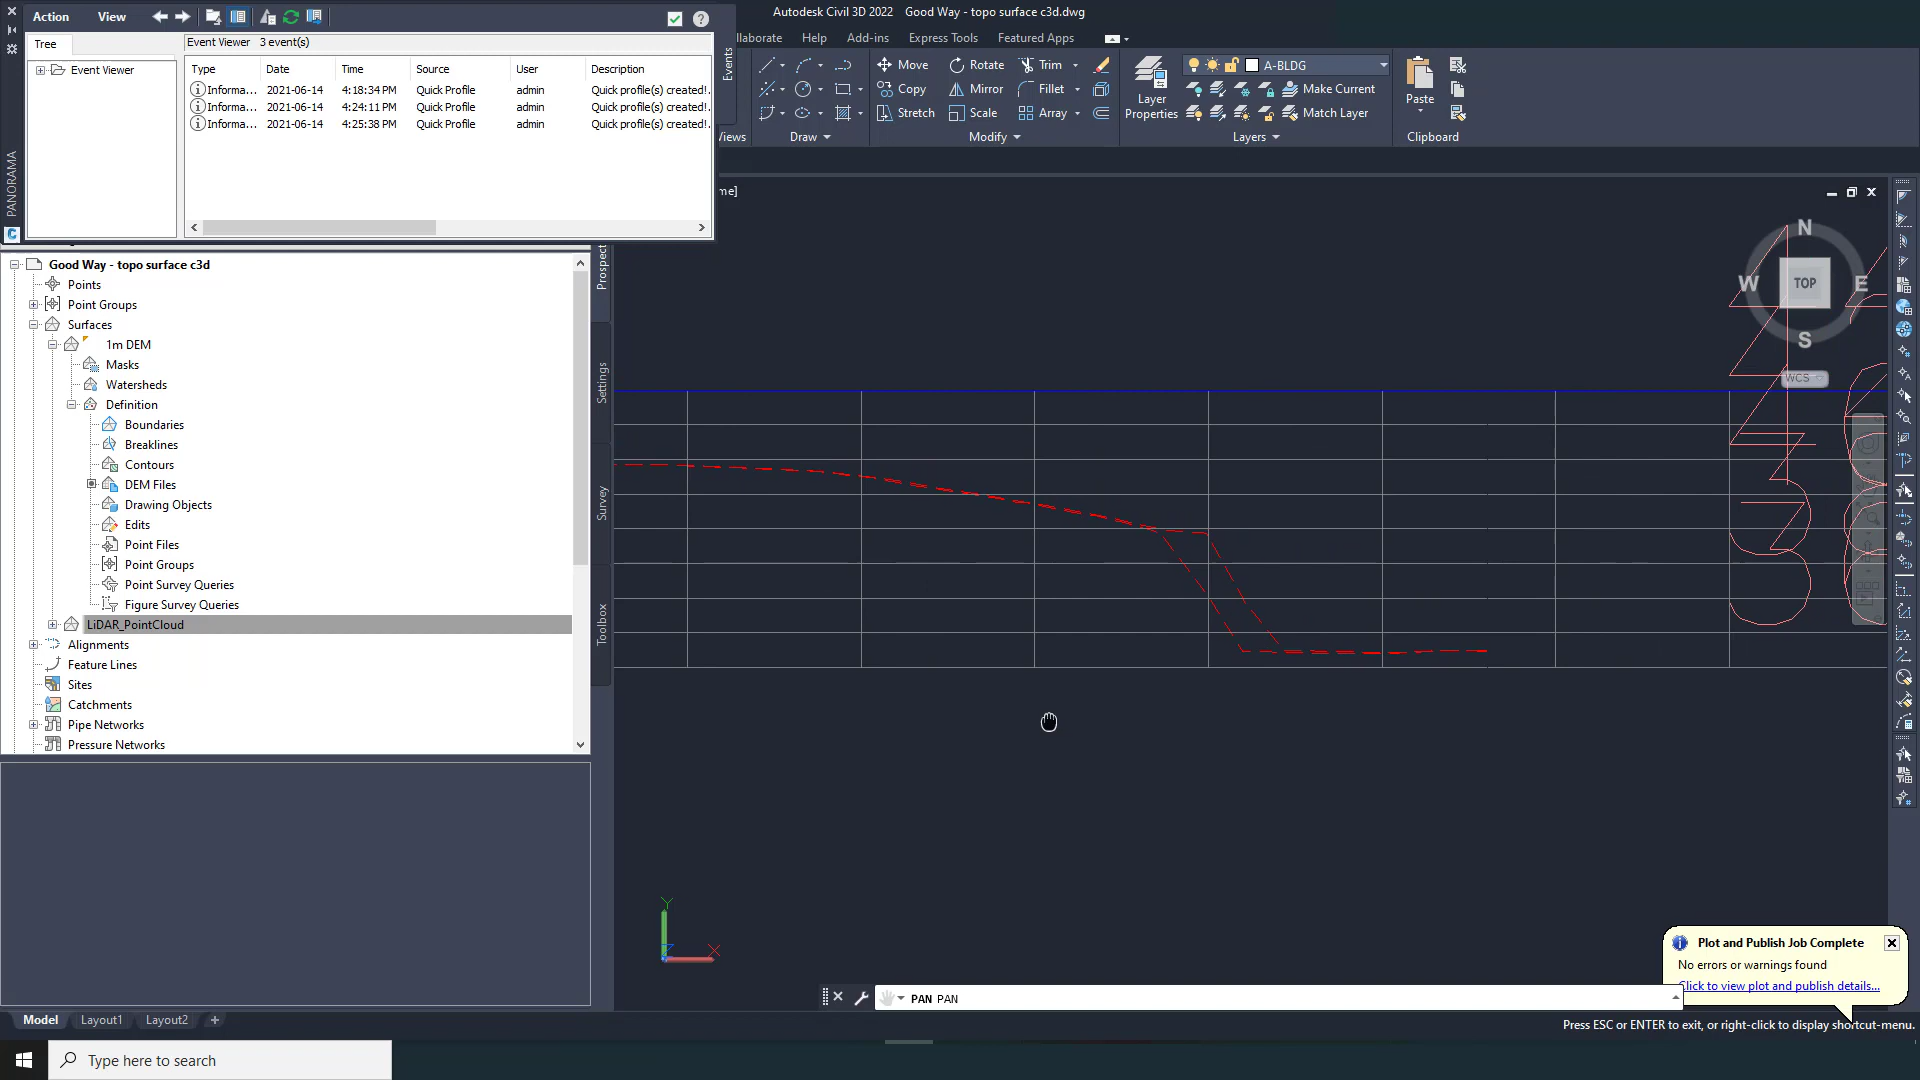 Action View
Autodesk Civil 3D 2022 Good Way - topo surface c3d.dwg
Tree
Event Viewer 3 event(s)
llaborate Help Add-ins Express Tools Featured Apps
Event Viewer
Type Date Time Source User Description
Informa... 2021-06-14 4:18:34 PM Quick Profile admin Quick profile(s) created!.
Informa... 2021-06-14 4:24:11 PM Quick Profile admin Quick profile(s) created!.
Informa... 2021-06-14 4:25:38 PM Quick Profile admin Quick profile(s) created!.
PANORAMA
Events
Move Rotate Trim
Copy Mirror Fillet
Stretch Scale Array
Layer
Properties
A-BLDG
Make Current
Match Layer
Paste
Views Draw Modify Layers Clipboard
me]
Good Way - topo surface c3d
Points
Point Groups
Surfaces
1m DEM
Masks
Watersheds
Definition
Boundaries
Breaklines
Contours
DEM Files
Drawing Objects
Edits
Point Files
Point Groups
Point Survey Queries
Figure Survey Queries
LiDAR_PointCloud
Alignments
Feature Lines
Sites
Catchments
Pipe Networks
Pressure Networks
Prospect
Settings
Survey
Toolbox
N
W TOP E
S
WCS
Y
X
Plot and Publish Job Complete
No errors or warnings found
Click to view plot and publish details...
PAN PAN
Model Layout1 Layout2 +
Press ESC or ENTER to exit, or right-click to display shortcut-menu.
Type here to search